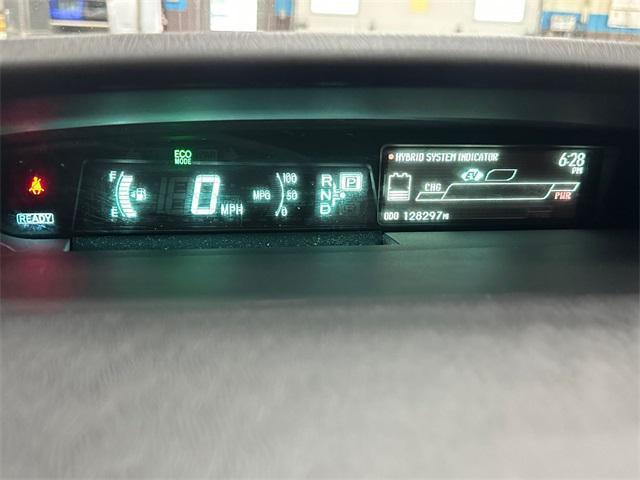 ECO
MODE
HYBRID SYSTEM INDICATOR
6:28
PM
F
E
0
MPH
MPG
100
50
0
R
N
D
P
EV
CHG
PWR
READY
ODO 128297MI